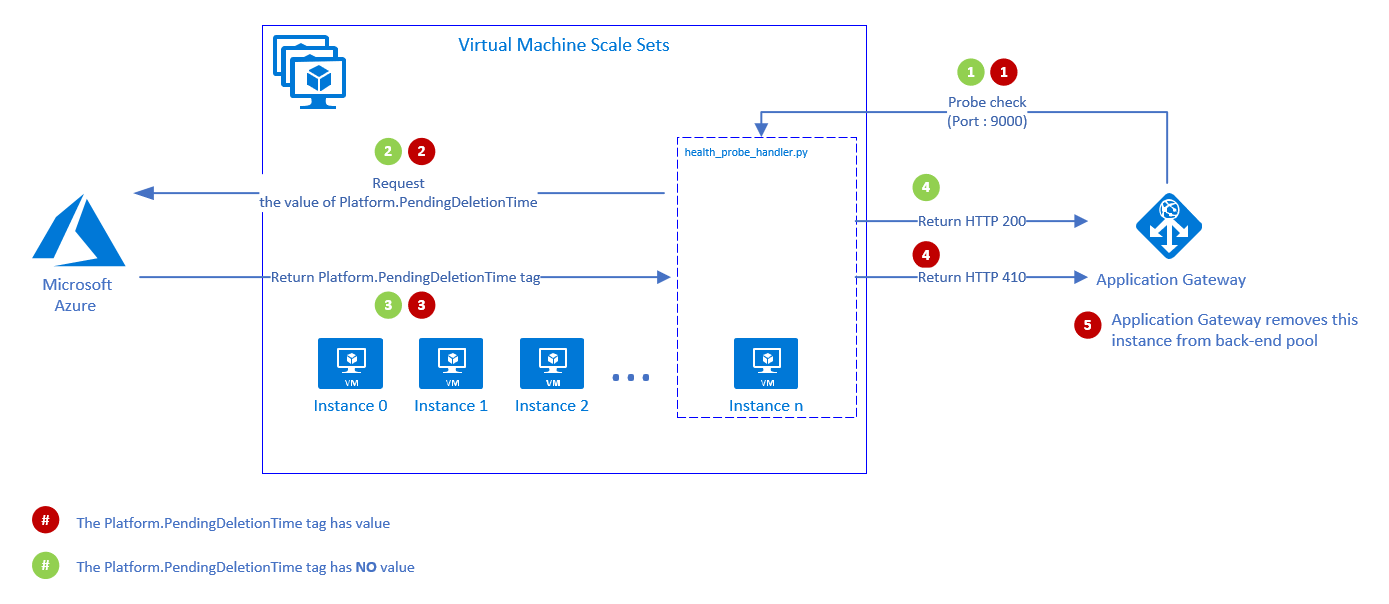 Virtual Machine Scale Sets
1 1
Probe check
(Port : 9000)
health_probe_handler.py
2 2
Request
the value of Platform.PendingDeletionTime
4
Return HTTP 200
4
Return HTTP 410
Microsoft
Azure
Return Platform.PendingDeletionTime tag
3 3
Application Gateway
5 Application Gateway removes this
instance from back-end pool
VM
Instance 0
VM
Instance 1
VM
Instance 2
...
VM
Instance n
# The Platform.PendingDeletionTime tag has value
# The Platform.PendingDeletionTime tag has NO value